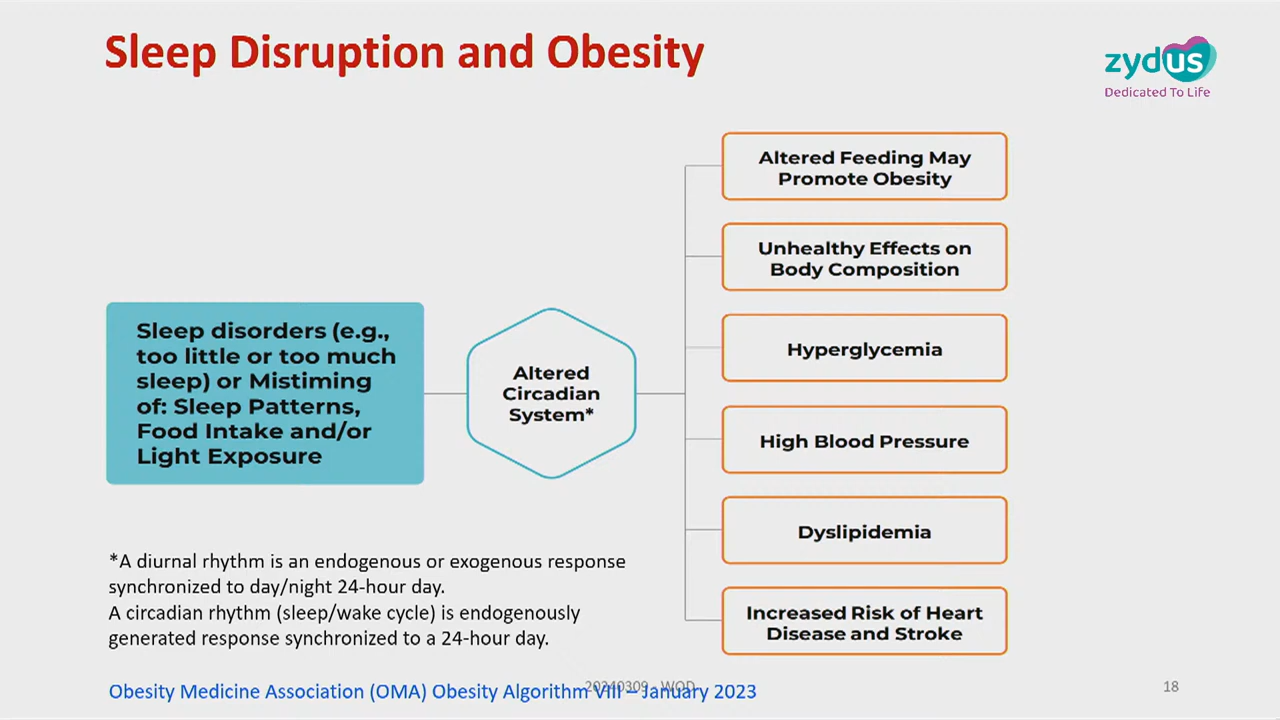 Sleep Disruption and Obesity
zydus
Dedicated To Life
Sleep disorders (e.g.,
too little or too much
sleep) or Mistiming
of: Sleep Patterns,
Food Intake and/or
Light Exposure
Altered
Circadian
System*
Altered Feeding May
Promote Obesity
Unhealthy Effects on
Body Composition
Hyperglycemia
High Blood Pressure
Dyslipidemia
Increased Risk of Heart
Disease and Stroke
*A diurnal rhythm is an endogenous or exogenous response
synchronized to day/night 24-hour day.
A circadian rhythm (sleep/wake cycle) is endogenously
generated response synchronized to a 24-hour day.
Obesity Medicine Association (OMA) Obesity Algorithm VIII – January 2023
20240309 - WOD
18